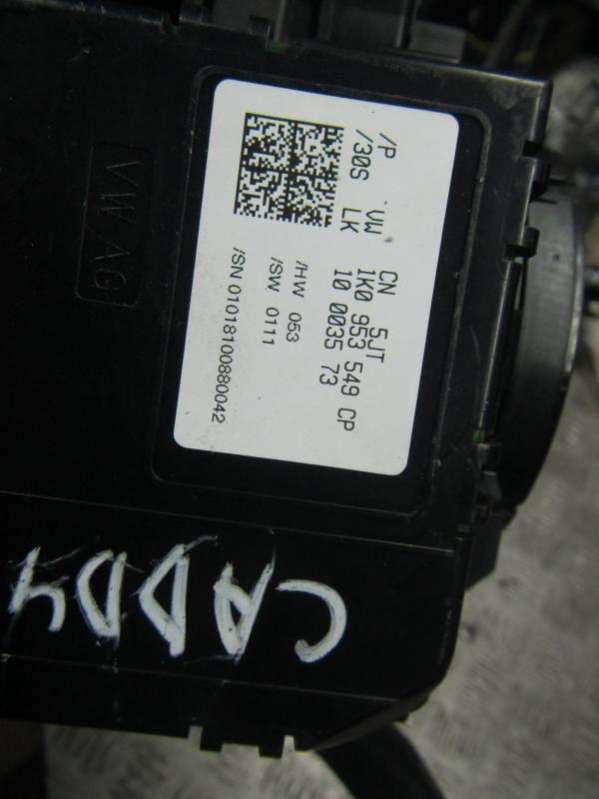 CN 5JT
/P VW 1K0 953 549 CP
/30S LK 10 0035 73
/HW 053
/SW 0111
/SN 01018100880042
VW AG
CADDY